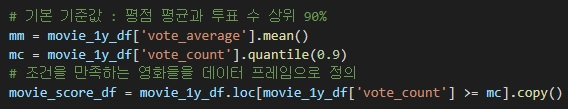 # 기본 기준값 : 평점 평균과 투표 수 상위 90%
mm = movie_1y_df['vote_average'].mean()
mc = movie_1y_df['vote_count'].quantile(0.9)
# 조건을 만족하는 영화들을 데이터 프레임으로 정의
movie_score_df = movie_1y_df.loc[movie_1y_df['vote_count'] >= mc].copy()